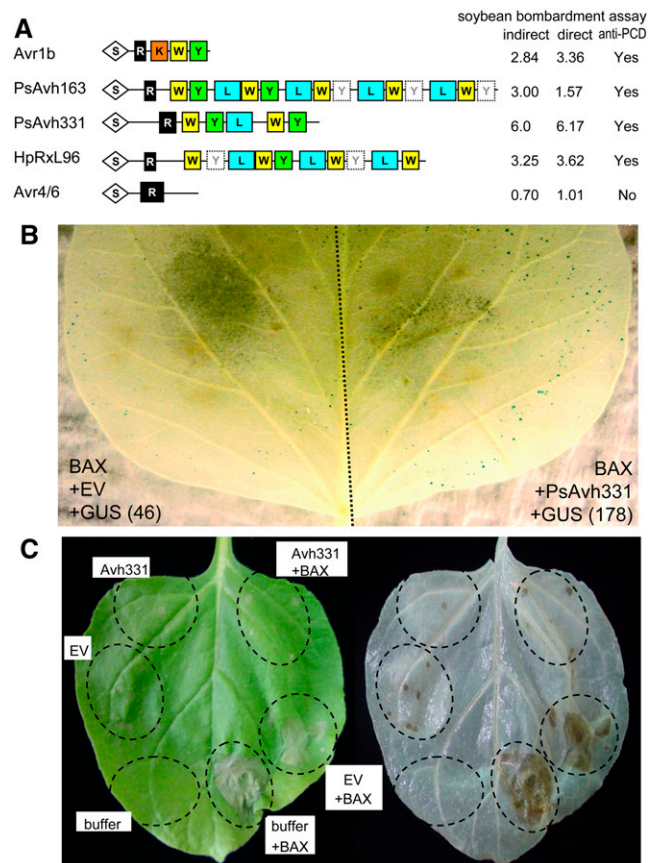 A
soybean bombardment assay
indirect direct anti-PCD
Avr1b S R K W Y 2.84 3.36 Yes
PsAvh163 S R W Y L W Y L W Y L W Y L W Y 3.00 1.57 Yes
PsAvh331 S R W Y L W Y 6.0 6.17 Yes
HpRxL96 S R W Y L W Y L W Y L W 3.25 3.62 Yes
Avr4/6 S R 0.70 1.01 No
B
BAX
+EV
+GUS (46)
BAX
+PsAvh331
+GUS (178)
C
Avh331
Avh331
+BAX
EV
EV
+BAX
buffer
buffer
+BAX